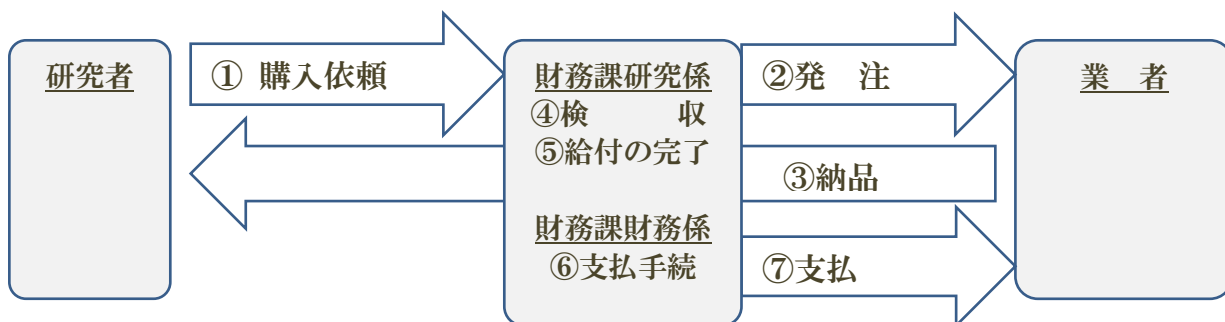 研究者
① 購入依頼
財務課研究係
④検　　　収
⑤給付の完了
財務課財務係
⑥支払手続
②発　注
③納品
⑦支払
業　者